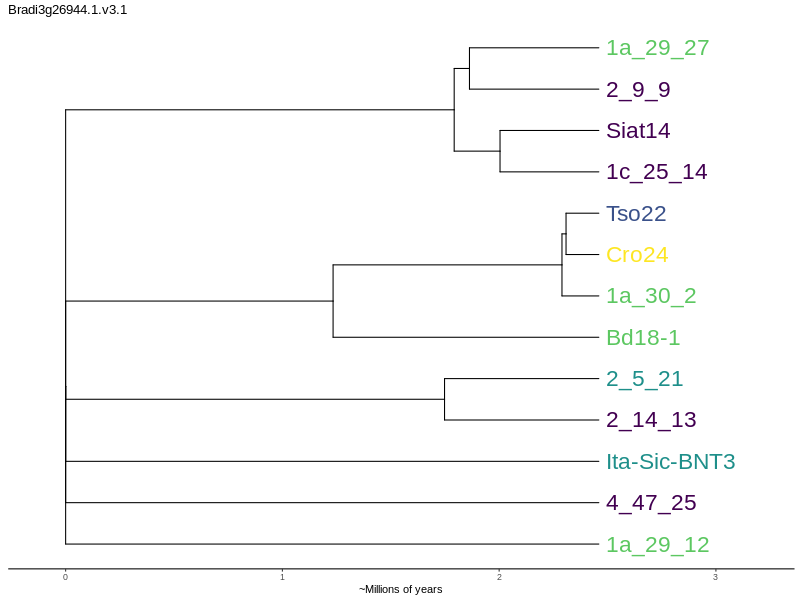 Bradi3g26944.1.v3.1
1a_29_27
2_9_9
Siat14
1c_25_14
Tso22
Cro24
1a_30_2
Bd18-1
2_5_21
2_14_13
Ita-Sic-BNT3
4_47_25
1a_29_12
0 1 2 3
~Millions of years